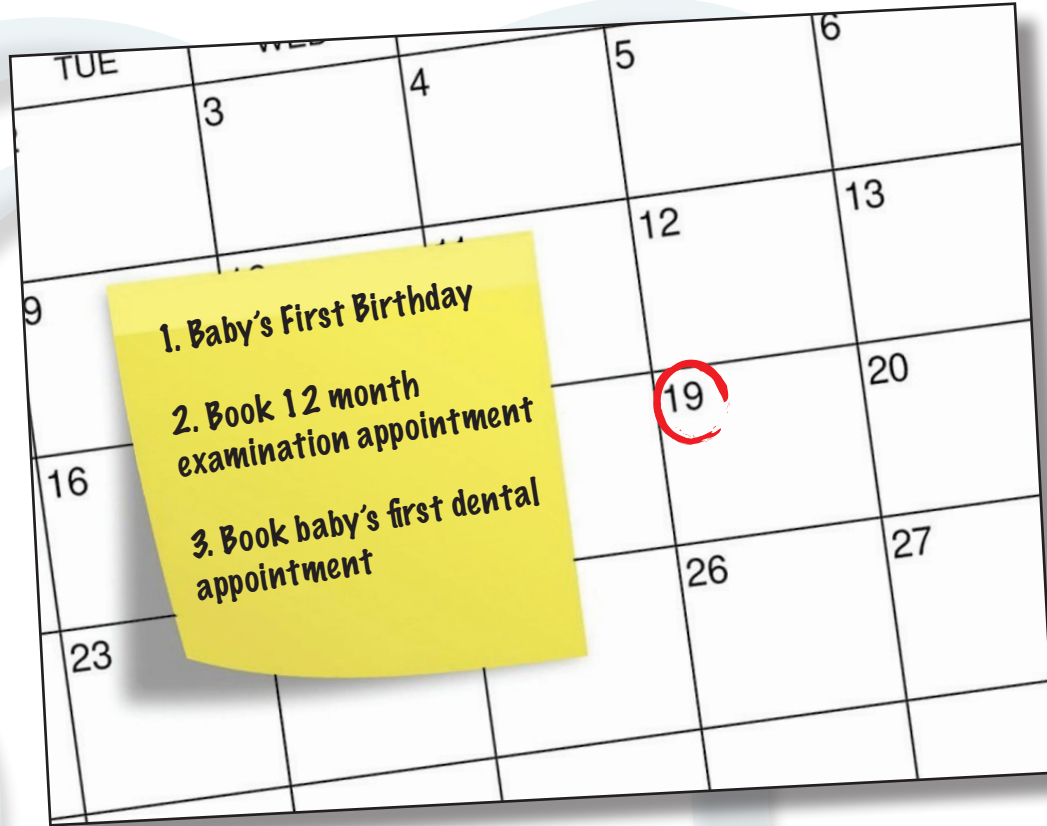 TUE WED
3 4 5 6
9 12 13
16 19 20
23 26 27
1. Baby's First Birthday
2. Book 12 month
examination appointment
3. Book baby's first dental
appointment